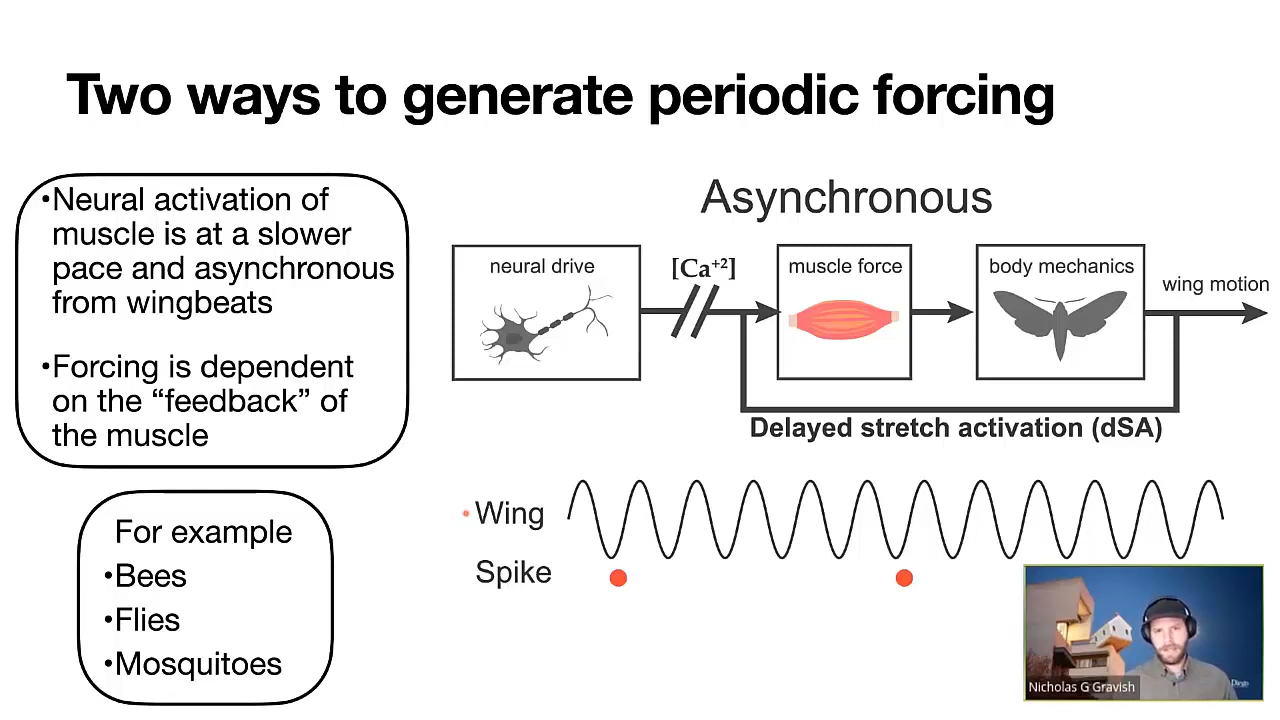 Two ways to generate periodic forcing
•Neural activation of
muscle is at a slower
pace and asynchronous
from wingbeats
•Forcing is dependent
on the “feedback” of
the muscle
For example
•Bees
•Flies
•Mosquitoes
Asynchronous
neural drive
[Ca⁺²]
muscle force
body mechanics
wing motion
Delayed stretch activation (dSA)
Wing
Spike
Nicholas G Gravish
Diego